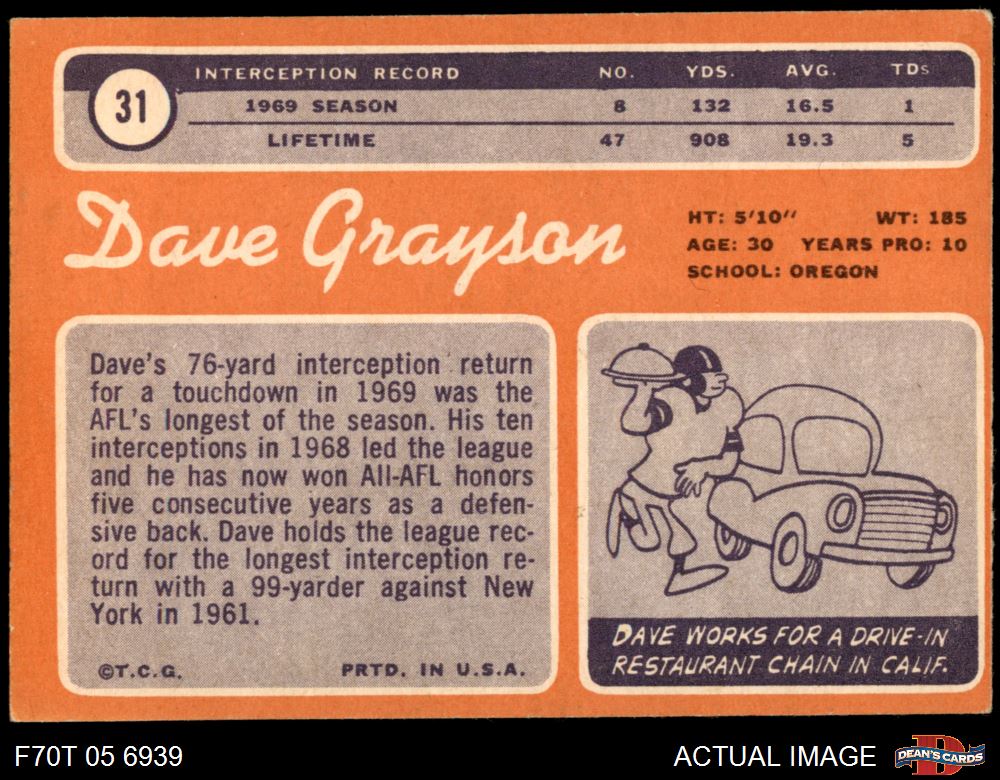 31
INTERCEPTION RECORD NO. YDS. AVG. TDs
1969 SEASON 8 132 16.5 1
LIFETIME 47 908 19.3 5
Dave Grayson
HT: 5'10" WT: 185
AGE: 30 YEARS PRO: 10
SCHOOL: OREGON
Dave's 76-yard interception return
for a touchdown in 1969 was the
AFL's longest of the season. His ten
interceptions in 1968 led the league
and he has now won All-AFL honors
five consecutive years as a defen-
sive back. Dave holds the league rec-
ord for the longest interception re-
turn with a 99-yarder against New
York in 1961.
©T.C.G. PRTD. IN U.S.A.
DAVE WORKS FOR A DRIVE-IN
RESTAURANT CHAIN IN CALIF.
F70T 05 6939
ACTUAL IMAGE
D
DEAN'S CARDS